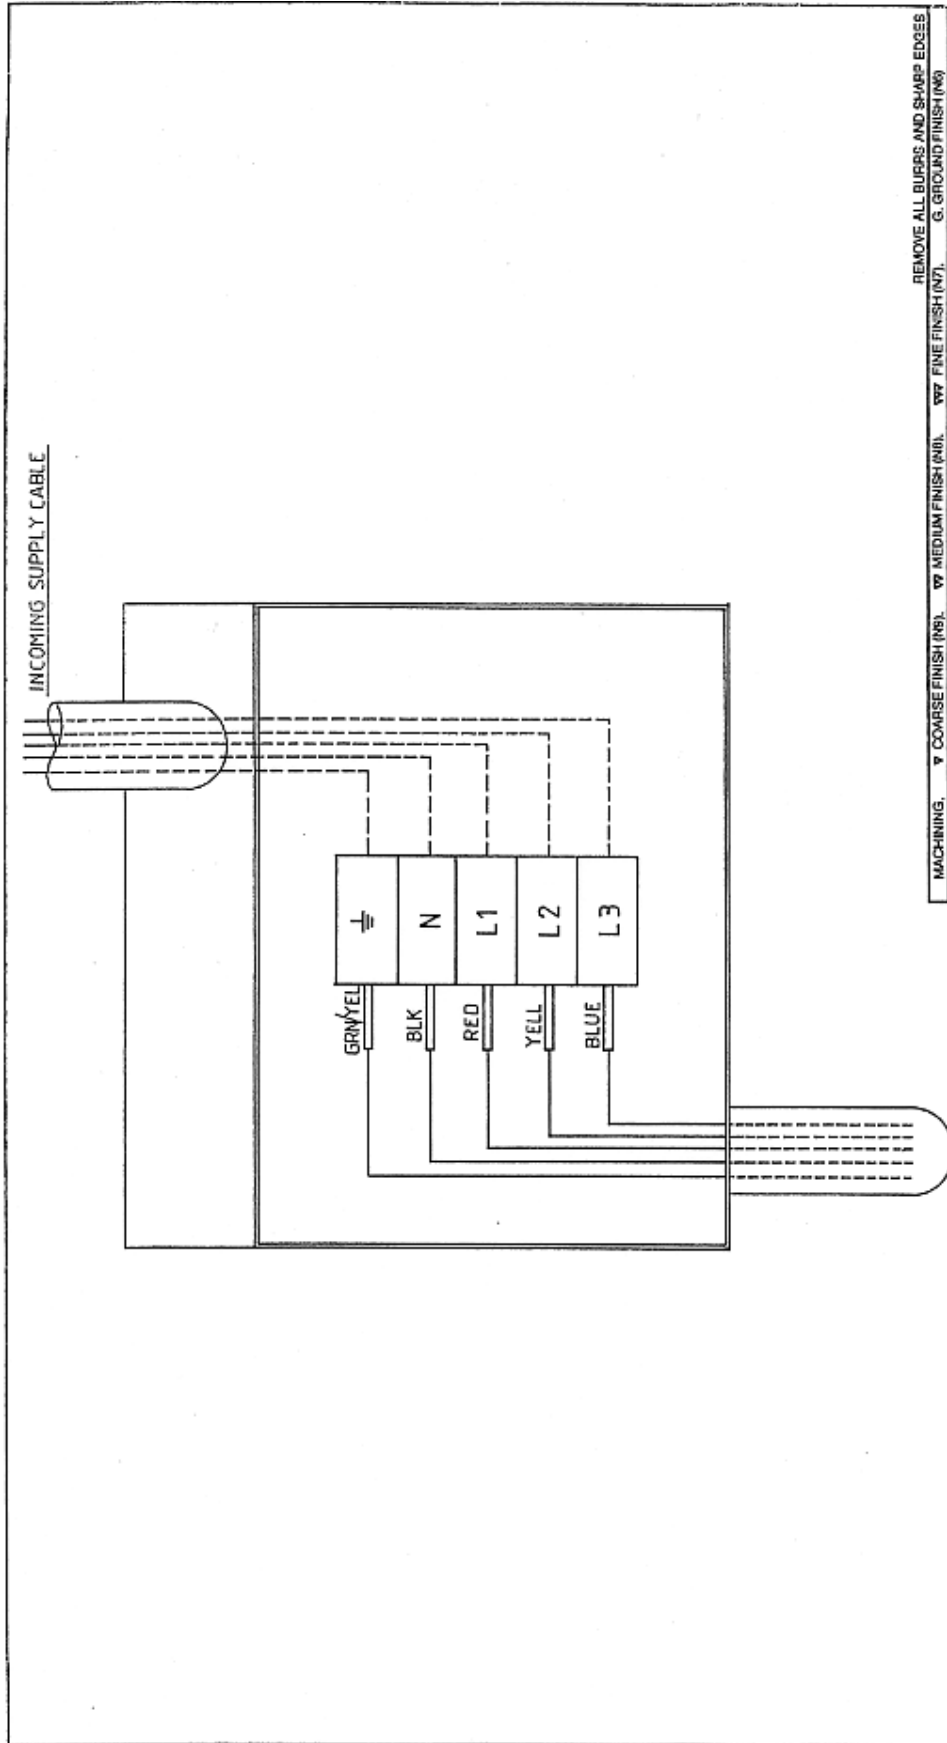 INCOMING SUPPLY CABLE
GRN/YEL
BLK
N
RED
L1
YELL
L2
BLUE
L3
REMOVE ALL BURRS AND SHARP EDGES
MACHINING, ∇ COARSE FINISH (N9). ∇∇ MEDIUM FINISH (N8). ∇∇∇ FINE FINISH (N7). G. GROUND FINISH (N6)